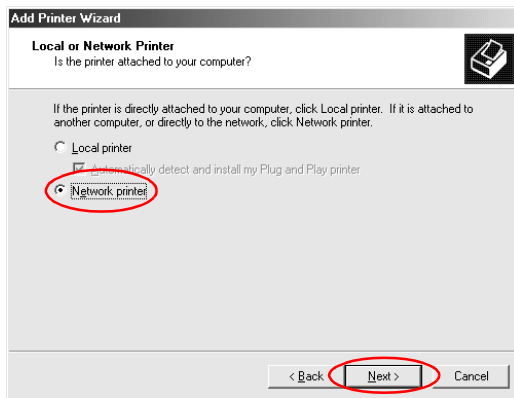 Add Printer Wizard
Local or Network Printer
Is the printer attached to your computer?
If the printer is directly attached to your computer, click Local printer. If it is attached to
another computer, or directly to the network, click Network printer.
Local printer
Automatically detect and install my Plug and Play printer
Network printer
< Back
Next >
Cancel